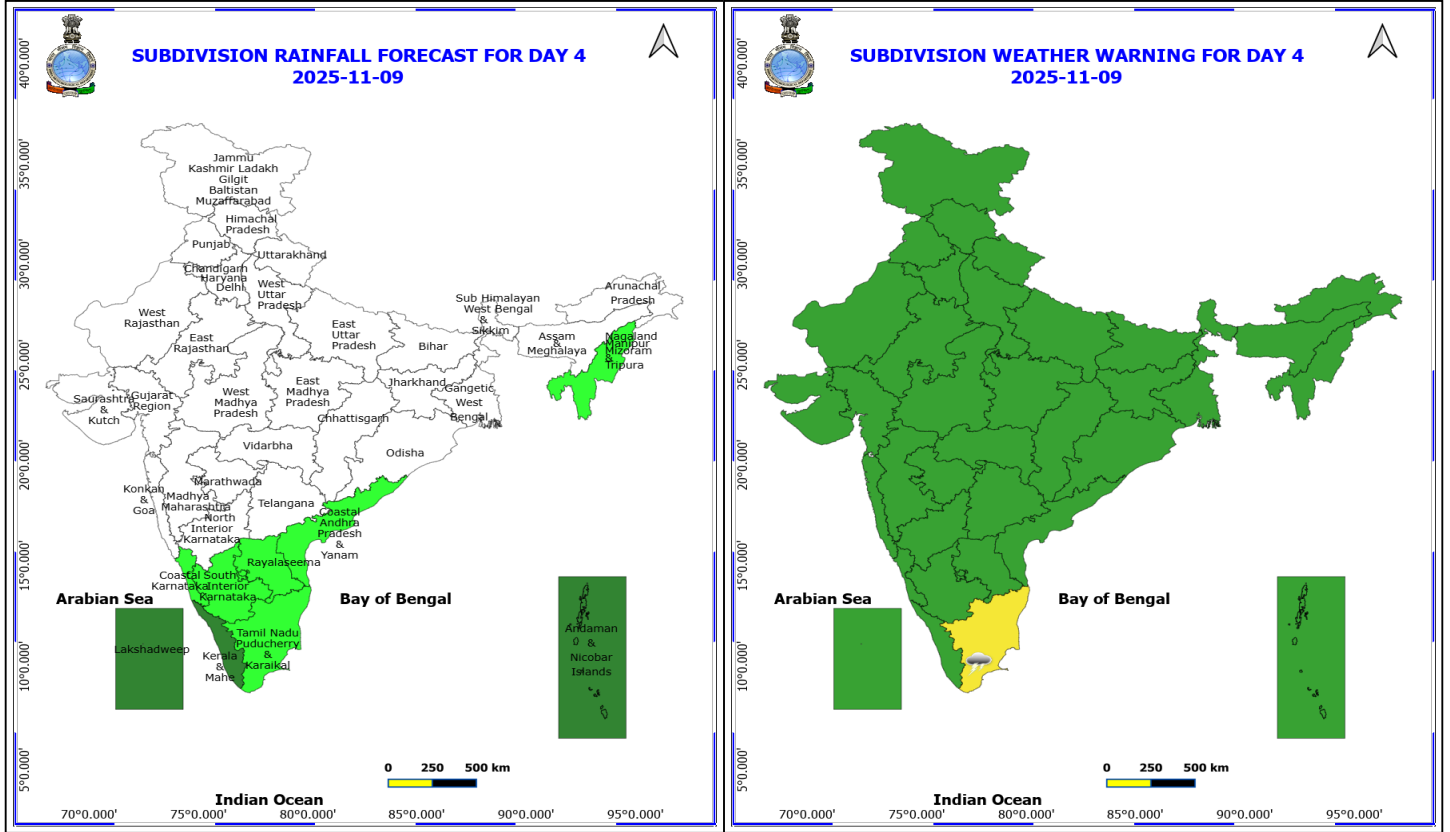 SUBDIVISION RAINFALL FORECAST FOR DAY 4
2025-11-09
40°0.000'
35°0.000'
30°0.000'
25°0.000'
20°0.000'
15°0.000'
10°0.000'
5°0.000'
Jammu
Kashmir Ladakh
Gilgit
Baltistan
Muzaffarabad
Himachal
Pradesh
Punjab
Uttarakhand
Chandigarh
Haryana
Delhi
West
Uttar
Pradesh
Arunachal
Pradesh
Sub Himalayan
West Bengal
&
Sikkim
West
Rajasthan
East
Rajasthan
East
Uttar
Pradesh
Bihar
Assam
&
Meghalaya
Nagaland
Manipur
Mizoram
&
Tripura
Saurashtra
&
Kutch
Gujarat
Region
West
Madhya
Pradesh
East
Madhya
Pradesh
Jharkhand
Gangetic
West
Bengal
Chhattisgarh
Vidarbha
Odisha
Konkan
&
Goa
Madhya
Maharashtra
Marathwada
Telangana
North
Interior
Karnataka
Coastal
Andhra
Pradesh
&
Yanam
Rayalaseema
Coastal
Karnataka
South
Interior
Karnataka
Arabian Sea
Bay of Bengal
Lakshadweep
Kerala
&
Mahe
Tamil Nadu
Puducherry
&
Karaikal
Andaman
&
Nicobar
Islands
0 250 500 km
Indian Ocean
70°0.000' 75°0.000' 80°0.000' 85°0.000' 90°0.000' 95°0.000'
SUBDIVISION WEATHER WARNING FOR DAY 4
2025-11-09
40°0.000'
35°0.000'
30°0.000'
25°0.000'
20°0.000'
15°0.000'
10°0.000'
5°0.000'
Arabian Sea
Bay of Bengal
0 250 500 km
Indian Ocean
70°0.000' 75°0.000' 80°0.000' 85°0.000' 90°0.000' 95°0.000'